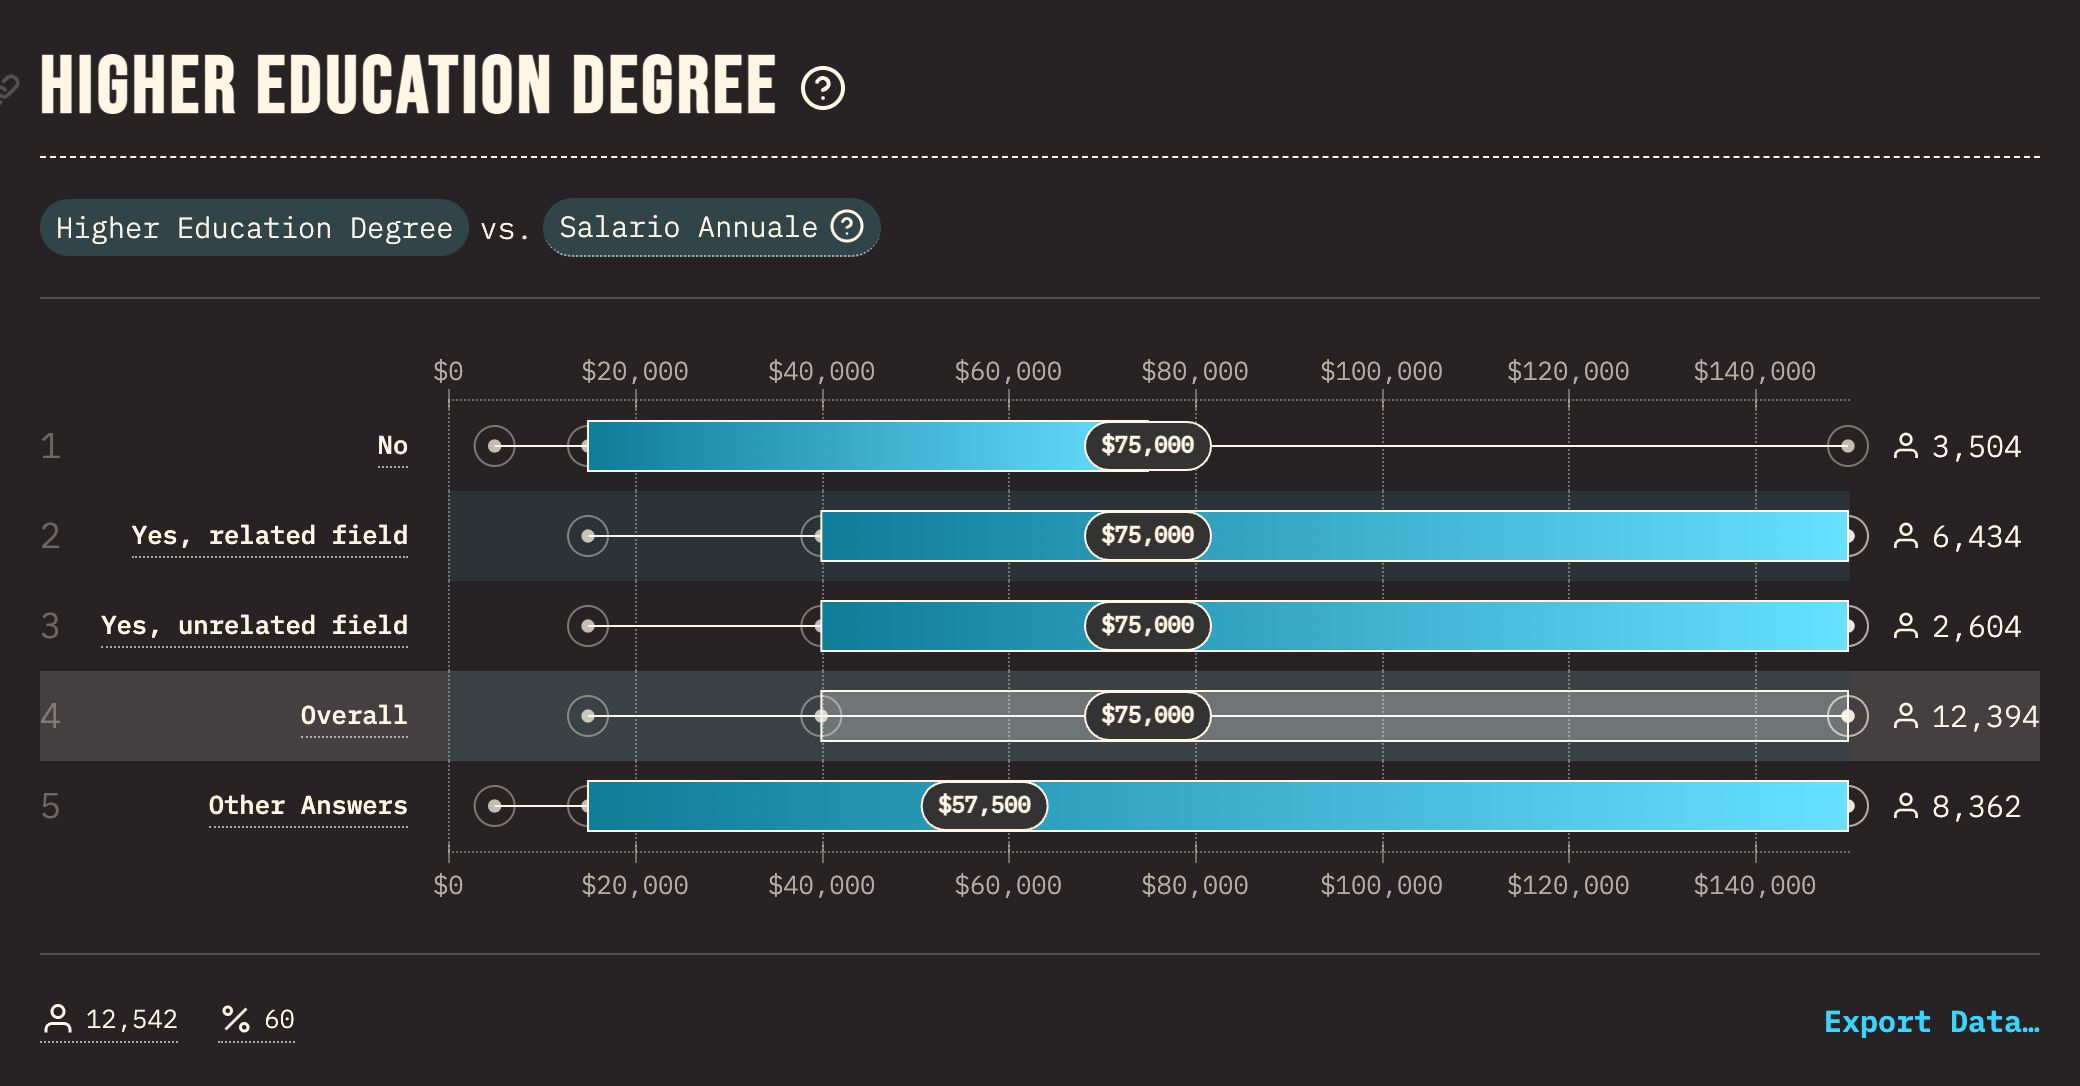 HIGHER EDUCATION DEGREE
Higher Education Degree vs. Salario Annuale
$0 $20,000 $40,000 $60,000 $80,000 $100,000 $120,000 $140,000
1 No $75,000 3,504
2 Yes, related field $75,000 6,434
3 Yes, unrelated field $75,000 2,604
4 Overall $75,000 12,394
5 Other Answers $57,500 8,362
$0 $20,000 $40,000 $60,000 $80,000 $100,000 $120,000 $140,000
12,542 % 60 Export Data…